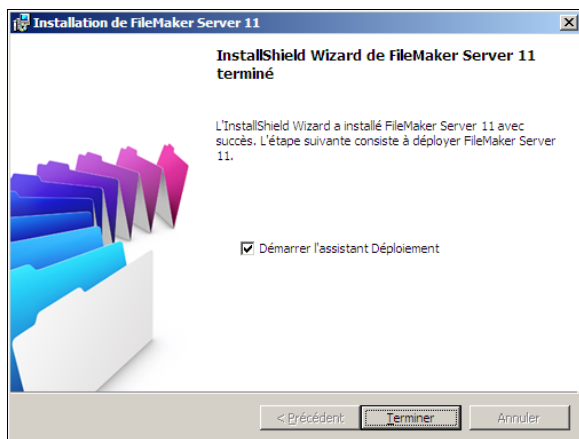 Installation de FileMaker Server 11
InstallShield Wizard de FileMaker Server 11
terminé
L'InstallShield Wizard a installé FileMaker Server 11 avec
succès. L'étape suivante consiste à déployer FileMaker Server
11.
Démarrer l'assistant Déploiement
< Précédent
Terminer
Annuler